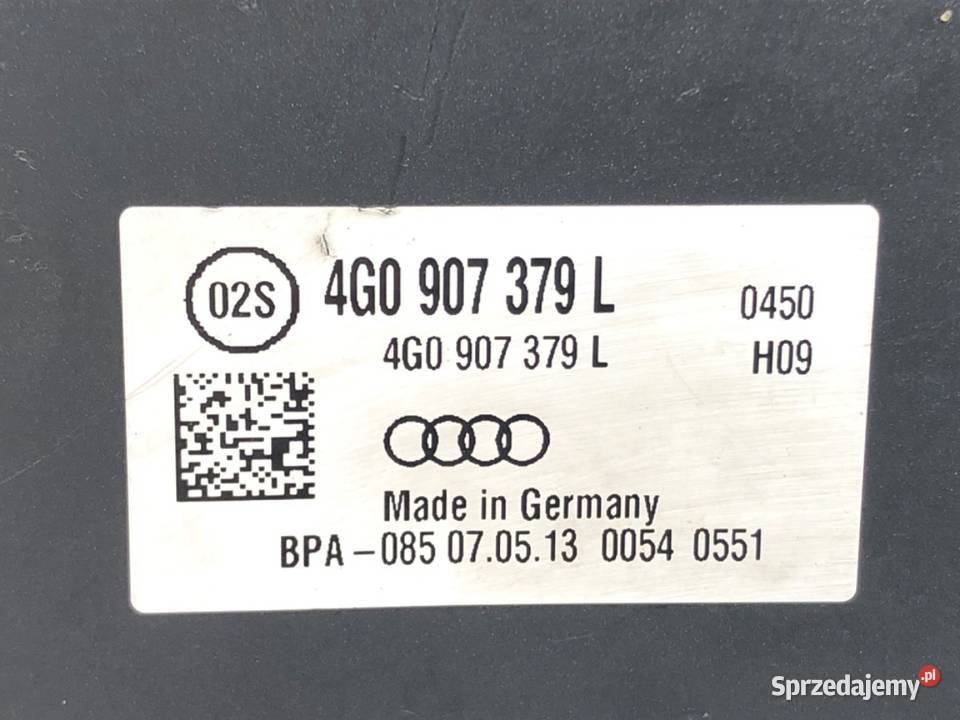 02S 4G0 907 379 L 0450
4G0 907 379 L H09
Made in Germany
BPA-085 07.05.13 0054 0551
Sprzedajemy.pl